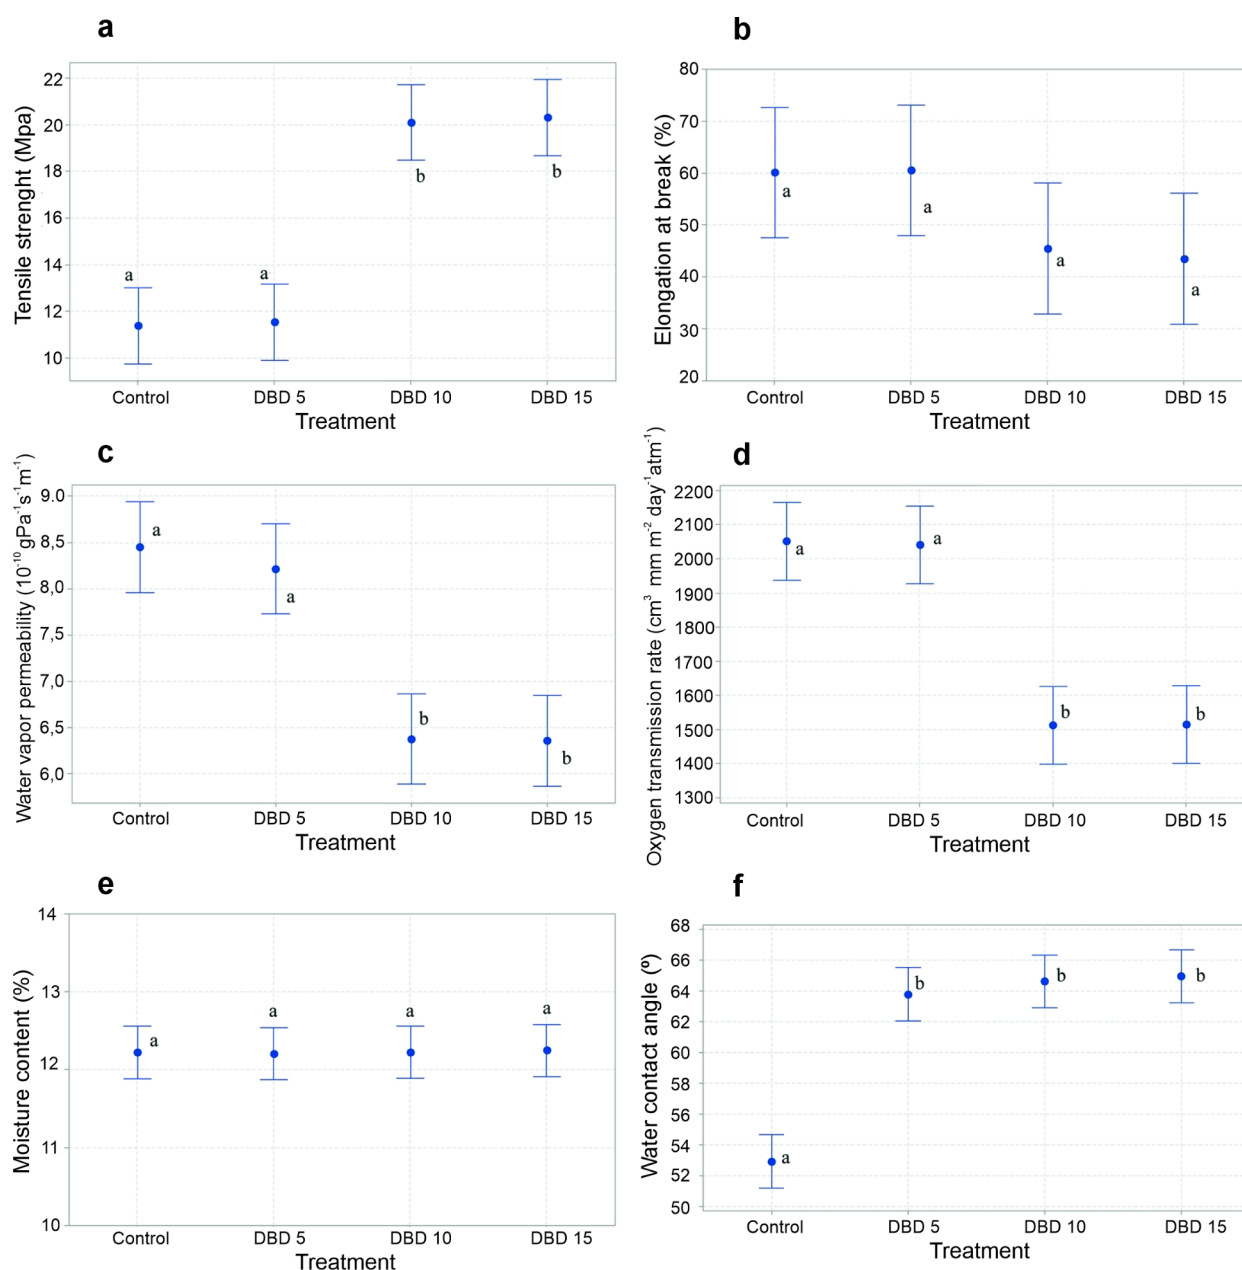 a
Tensile strenght (Mpa)
22
20
18
16
14
12
10
a
a
b
b
Control DBD 5 DBD 10 DBD 15
Treatment
b
Elongation at break (%)
80
70
60
50
40
30
20
a
a
a
a
Control DBD 5 DBD 10 DBD 15
Treatment
c
Water vapor permeability (10⁻¹⁰ gPa⁻¹s⁻¹m⁻¹)
9,0
8,5
8,0
7,5
7,0
6,5
6,0
a
a
b
b
Control DBD 5 DBD 10 DBD 15
Treatment
d
Oxygen transmission rate (cm³ mm m⁻² day⁻¹atm⁻¹)
2200
2100
2000
1900
1800
1700
1600
1500
1400
1300
a
a
b
b
Control DBD 5 DBD 10 DBD 15
Treatment
e
Moisture content (%)
14
13
12
11
10
a
a
a
a
Control DBD 5 DBD 10 DBD 15
Treatment
f
Water contact angle (º)
68
66
64
62
60
58
56
54
52
50
a
b
b
b
Control DBD 5 DBD 10 DBD 15
Treatment